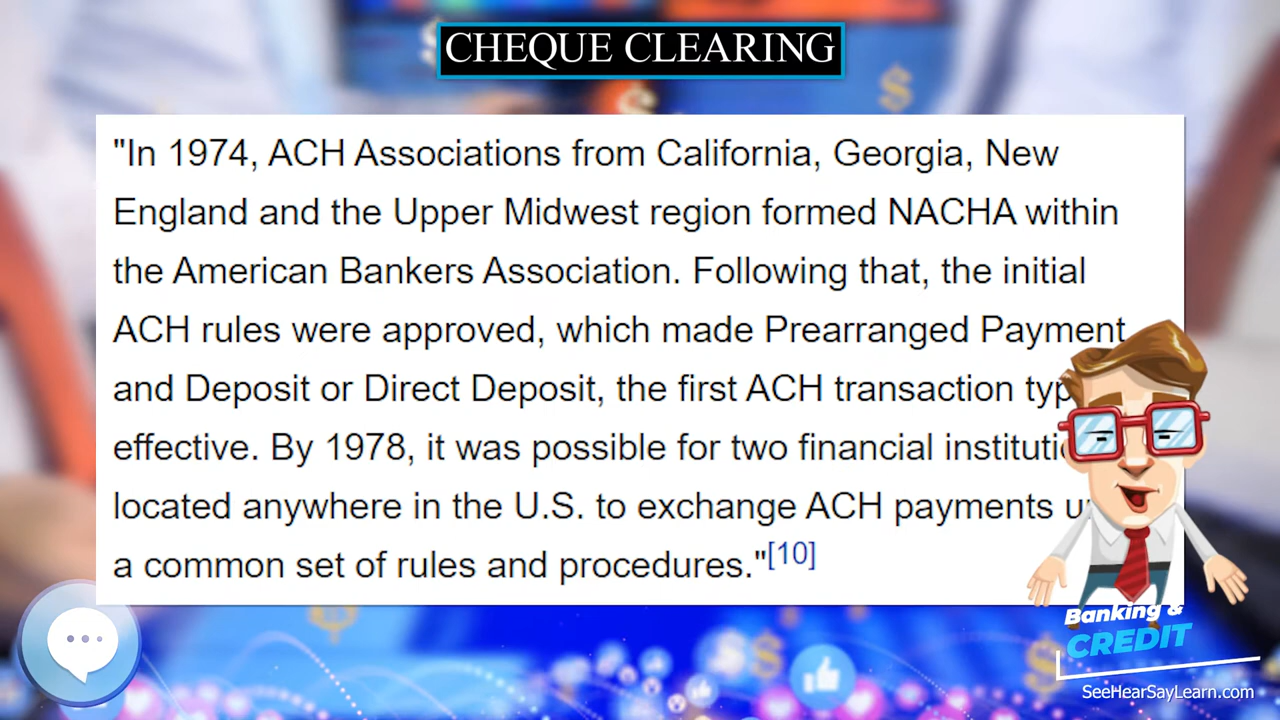 CHEQUE CLEARING
"In 1974, ACH Associations from California, Georgia, New
England and the Upper Midwest region formed NACHA within
the American Bankers Association. Following that, the initial
ACH rules were approved, which made Prearranged Payment
and Deposit or Direct Deposit, the first ACH transaction
effective. By 1978, it was possible for two financial
located anywhere in the U.S. to exchange ACH payments
a common set of rules and procedures."[10]
Banking &
CREDIT
SeeHearSayLearn.com